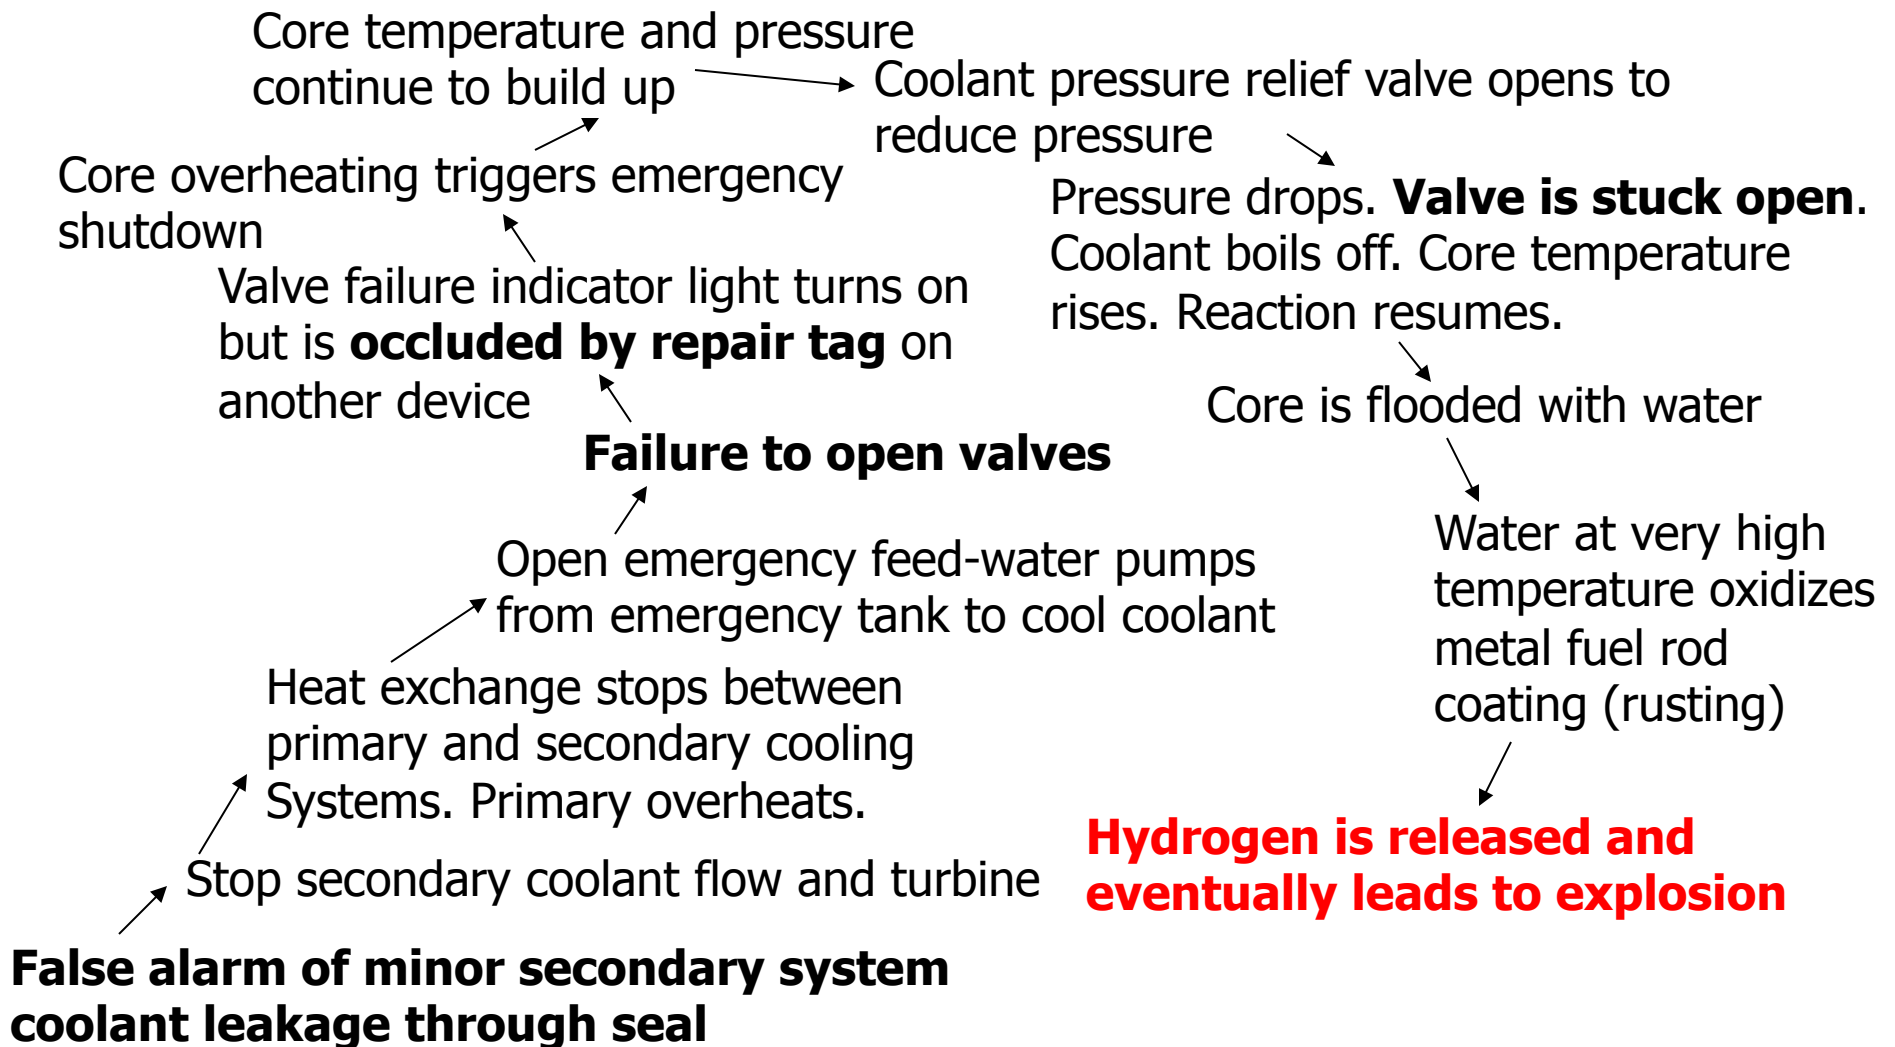 Core temperature and pressure
continue to build up
Coolant pressure relief valve opens to
reduce pressure
Core overheating triggers emergency
shutdown
Pressure drops. Valve is stuck open.
Coolant boils off. Core temperature
rises. Reaction resumes.
Valve failure indicator light turns on
but is occluded by repair tag on
another device
Core is flooded with water
Failure to open valves
Water at very high
temperature oxidizes
metal fuel rod
coating (rusting)
Open emergency feed-water pumps
from emergency tank to cool coolant
Heat exchange stops between
primary and secondary cooling
Systems. Primary overheats.
Hydrogen is released and
eventually leads to explosion
Stop secondary coolant flow and turbine
False alarm of minor secondary system
coolant leakage through seal